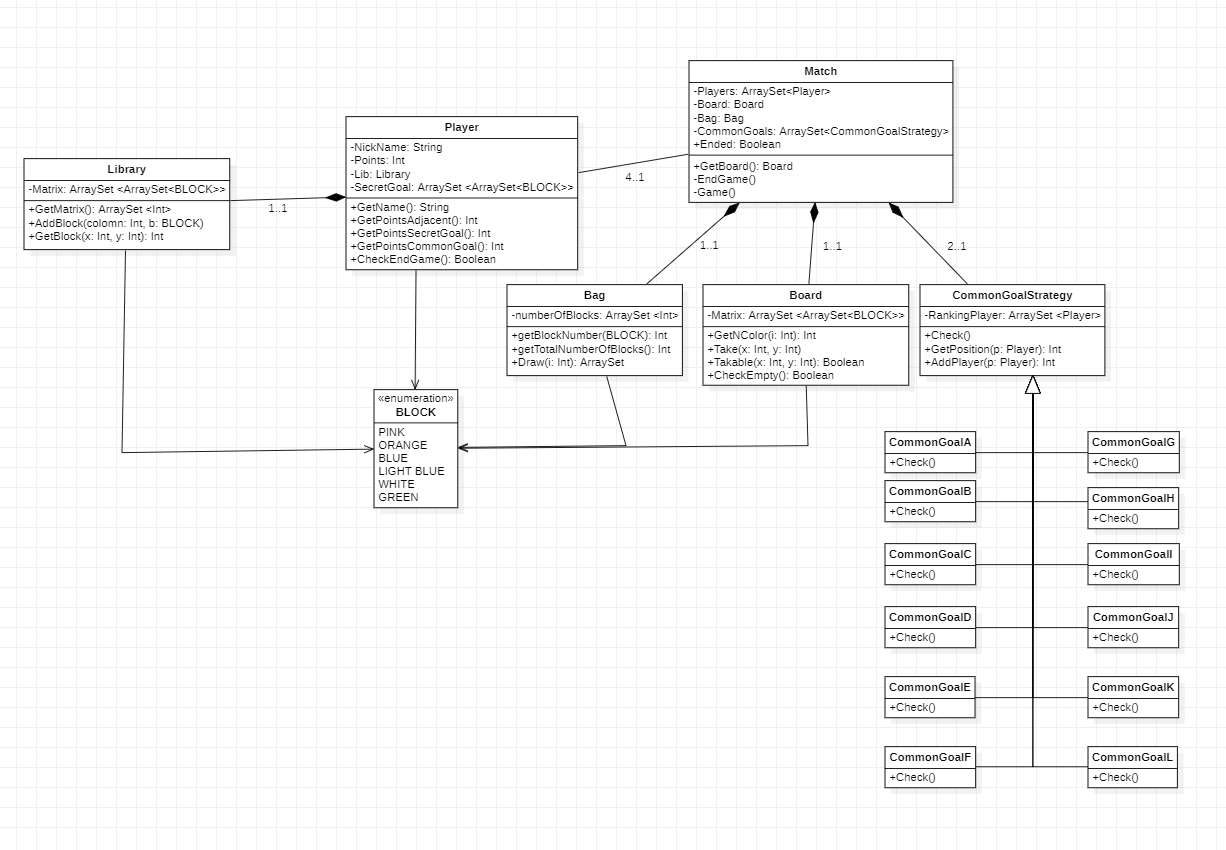 Match
-Players: ArraySet<Player>
-Board: Board
-Bag: Bag
-CommonGoals: ArraySet<CommonGoalStrategy>
+Ended: Boolean
+GetBoard(): Board
-EndGame()
-Game()
Player
-NickName: String
-Points: Int
-Lib: Library
-SecretGoal: ArraySet <ArraySet<BLOCK>>
+GetName(): String
+GetPointsAdjacent(): Int
+GetPointsSecretGoal(): Int
+GetPointsCommonGoal(): Int
+CheckEndGame(): Boolean
Library
-Matrix: ArraySet <ArraySet<BLOCK>>
+GetMatrix(): ArraySet <Int>
+AddBlock(colomn: Int, b: BLOCK)
+GetBlock(x: Int, y: Int): Int
1..1
4..1
1..1
1..1
2..1
Bag
-numberOfBlocks: ArraySet <Int>
+getBlockNumber(BLOCK): Int
+getTotalNumberOfBlocks(): Int
+Draw(i: Int): ArraySet
Board
-Matrix: ArraySet <ArraySet<BLOCK>>
+GetNColor(i: Int): Int
+Take(x: Int, y: Int)
+Takable(x: Int, y: Int): Boolean
+CheckEmpty(): Boolean
CommonGoalStrategy
-RankingPlayer: ArraySet <Player>
+Check()
+GetPosition(p: Player): Int
+AddPlayer(p: Player): Int
«enumeration»
BLOCK
PINK
ORANGE
BLUE
LIGHT BLUE
WHITE
GREEN
CommonGoalA
+Check()
CommonGoalG
+Check()
CommonGoalB
+Check()
CommonGoalH
+Check()
CommonGoalC
+Check()
CommonGoalI
+Check()
CommonGoalD
+Check()
CommonGoalJ
+Check()
CommonGoalE
+Check()
CommonGoalK
+Check()
CommonGoalF
+Check()
CommonGoalL
+Check()